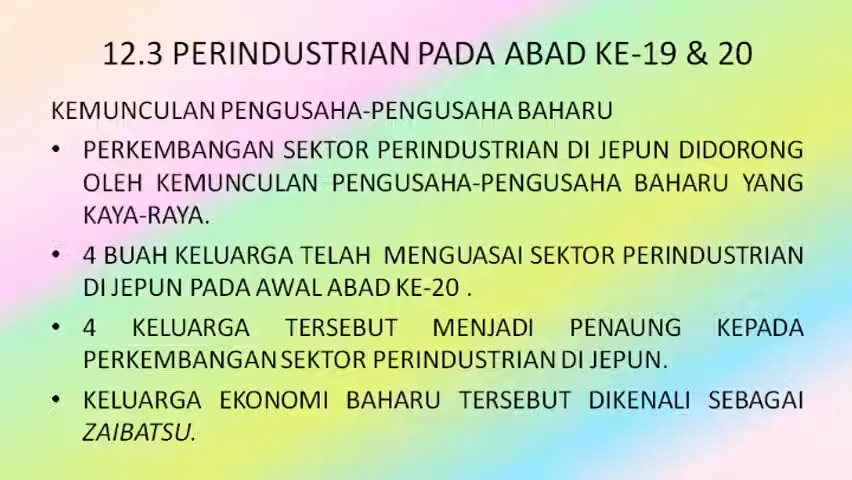 12.3 PERINDUSTRIAN PADA ABAD KE-19 & 20
KEMUNCULAN PENGUSAHA-PENGUSAHA BAHARU
• PERKEMBANGAN SEKTOR PERINDUSTRIAN DI JEPUN DIDORONG
OLEH KEMUNCULAN PENGUSAHA-PENGUSAHA BAHARU YANG
KAYA-RAYA.
• 4 BUAH KELUARGA TELAH MENGUASAI SEKTOR PERINDUSTRIAN
DI JEPUN PADA AWAL ABAD KE-20 .
• 4 KELUARGA TERSEBUT MENJADI PENAUNG KEPADA
PERKEMBANGAN SEKTOR PERINDUSTRIAN DI JEPUN.
• KELUARGA EKONOMI BAHARU TERSEBUT DIKENALI SEBAGAI
ZAIBATSU.